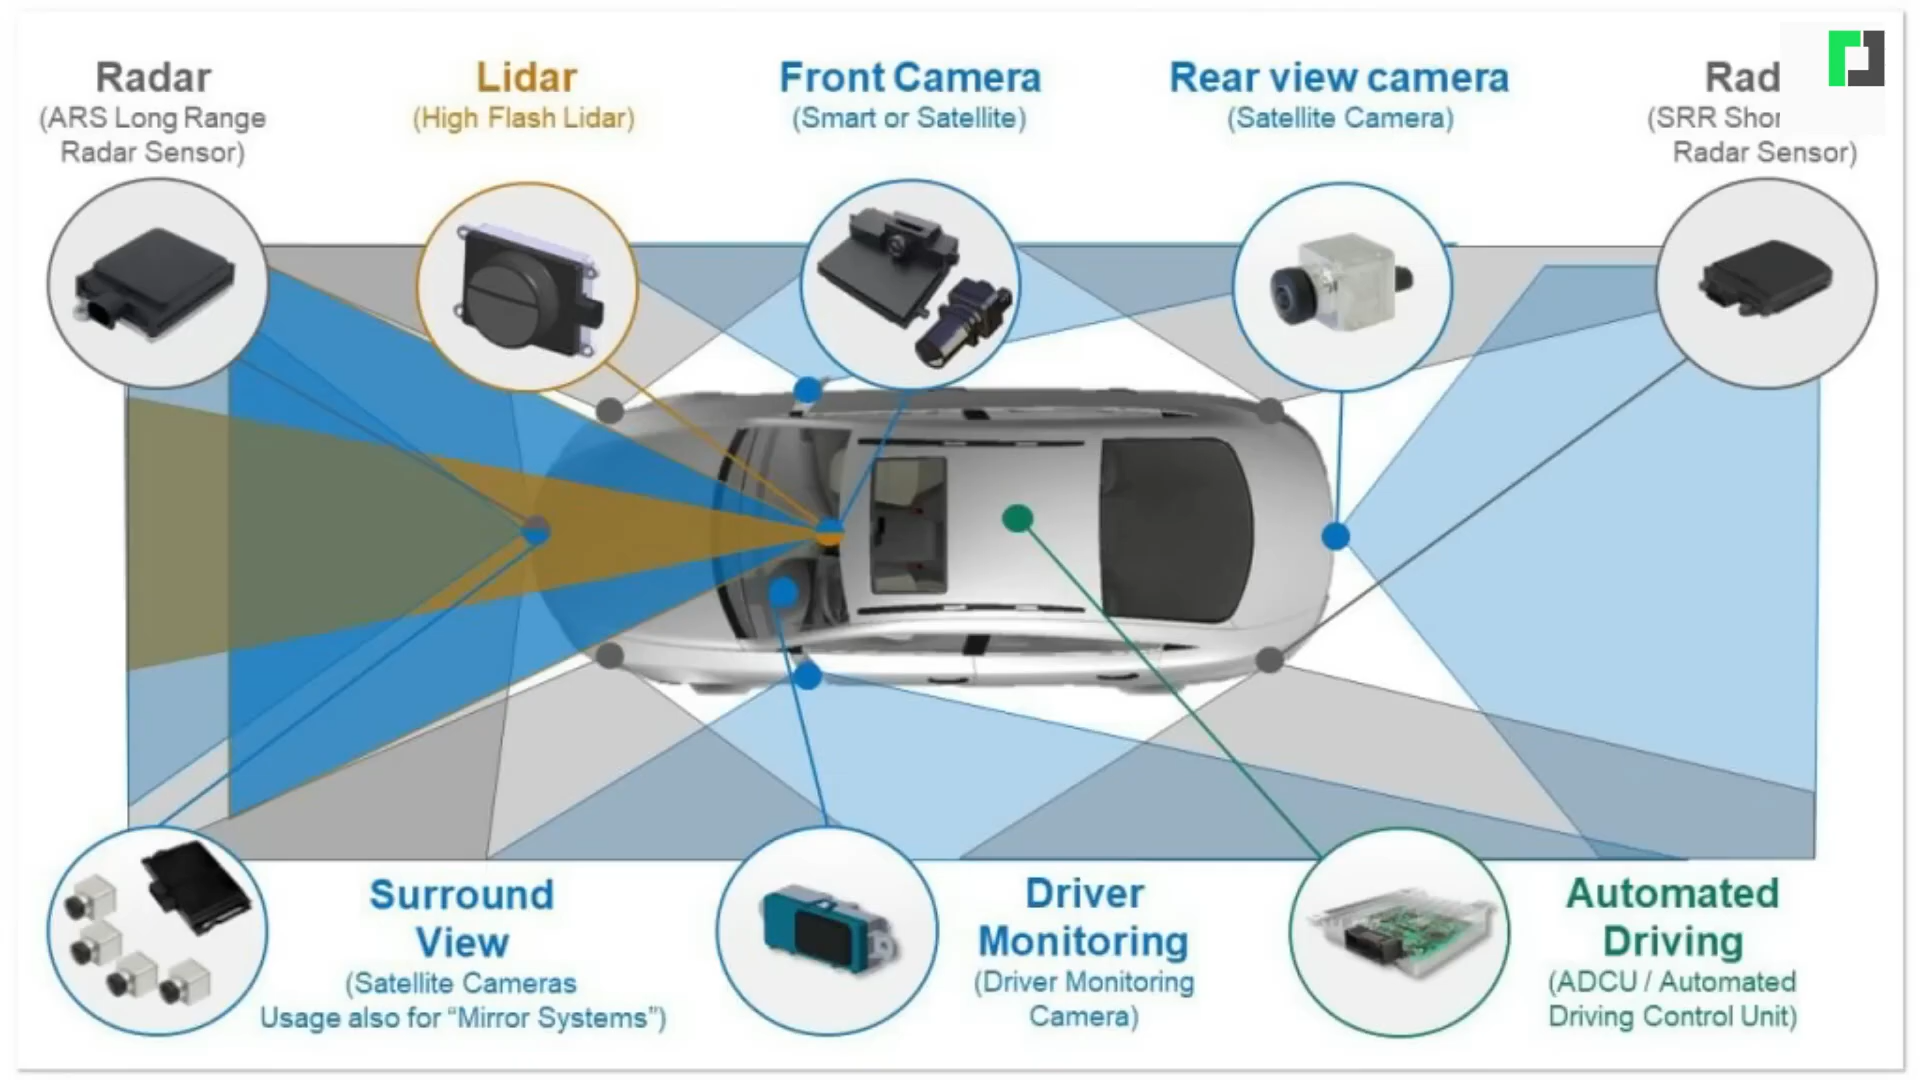 Radar
(ARS Long Range
Radar Sensor)
Lidar
(High Flash Lidar)
Front Camera
(Smart or Satellite)
Rear view camera
(Satellite Camera)
Rad
(SRR Shor
Radar Sensor)
Surround
View
(Satellite Cameras
Usage also for “Mirror Systems”)
Driver
Monitoring
(Driver Monitoring
Camera)
Automated
Driving
(ADCU / Automated
Driving Control Unit)